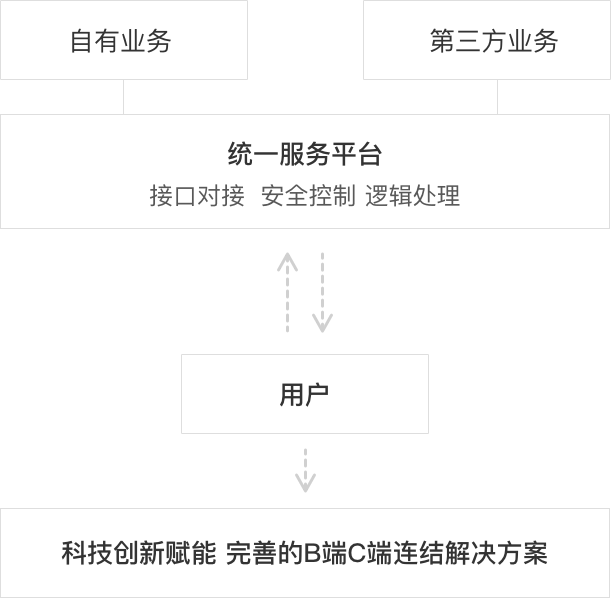 自有业务
第三方业务
统一服务平台
接口对接 安全控制 逻辑处理
用户
科技创新赋能 完善的B端C端连结解决方案